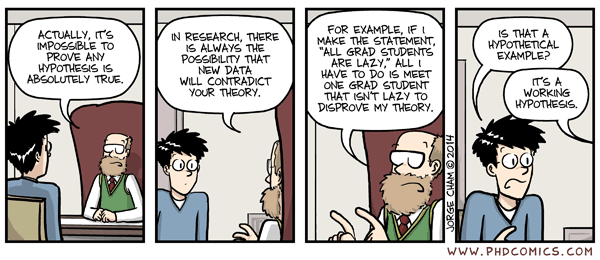 ACTUALLY, IT'S
IMPOSSIBLE TO
PROVE ANY
HYPOTHESIS IS
ABSOLUTELY TRUE.
IN RESEARCH, THERE
IS ALWAYS THE
POSSIBILITY THAT
NEW DATA
WILL CONTRADICT
YOUR THEORY.
FOR EXAMPLE, IF I
MAKE THE STATEMENT,
"ALL GRAD STUDENTS
ARE LAZY," ALL I
HAVE TO DO IS MEET
ONE GRAD STUDENT
THAT ISN'T LAZY TO
DISPROVE MY THEORY.
JORGE CHAM © 2014
IS THAT A
HYPOTHETICAL
EXAMPLE?
IT'S A
WORKING
HYPOTHESIS.
WWW.PHDCOMICS.COM